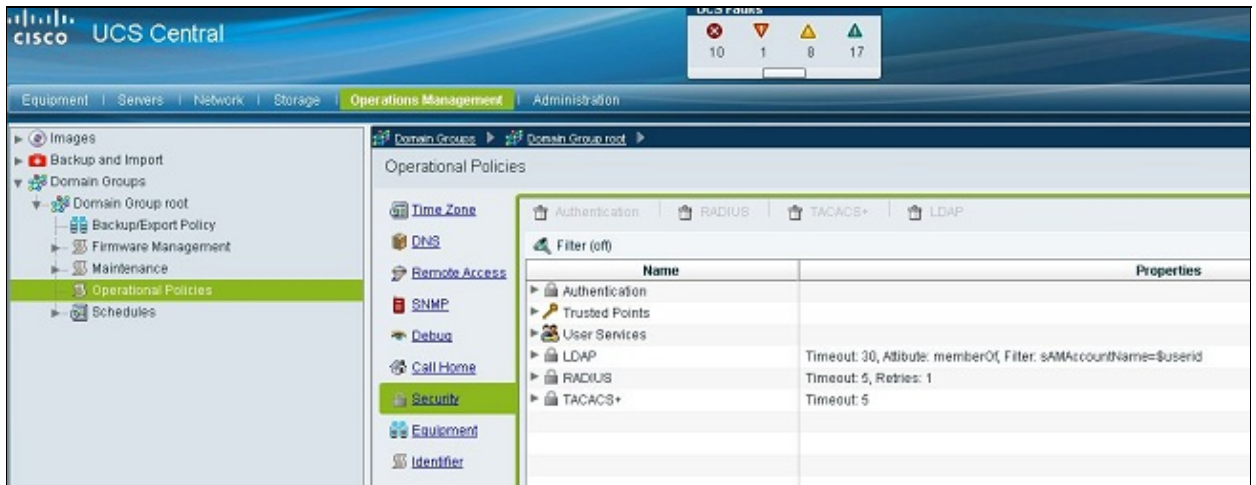 UCS Faults
cisco UCS Central
10 1 8 17
Equipment | Servers | Network | Storage | Operations Management | Administration
Images
Backup and Import
Domain Groups
Domain Group root
Backup/Export Policy
Firmware Management
Maintenance
Operational Policies
Schedules
Domain Groups Domain Group root
Operational Policies
Time Zone
DNS
Remote Access
SNMP
Debug
Call Home
Security
Equipment
Identifier
Authentication | RADIUS | TACACS+ | LDAP
Filter (off)
Name Properties
Authentication
Trusted Points
User Services
LDAP Timeout: 30, Attibute: memberOf, Filter: sAMAccountName=$userid
RADIUS Timeout: 5, Retries: 1
TACACS+ Timeout: 5